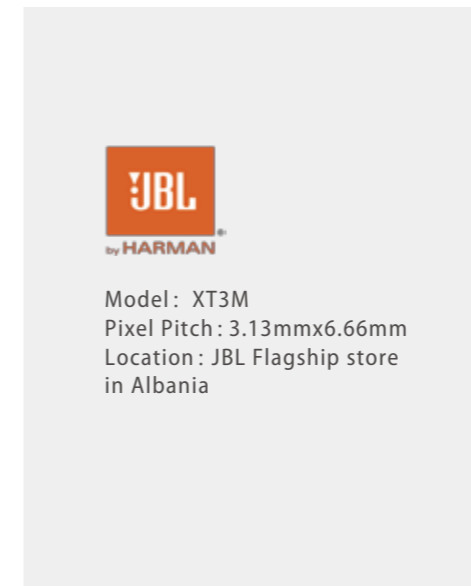 JBL
by HARMAN®
Model: XT3M
Pixel Pitch: 3.13mmx6.66mm
Location: JBL Flagship store
in Albania